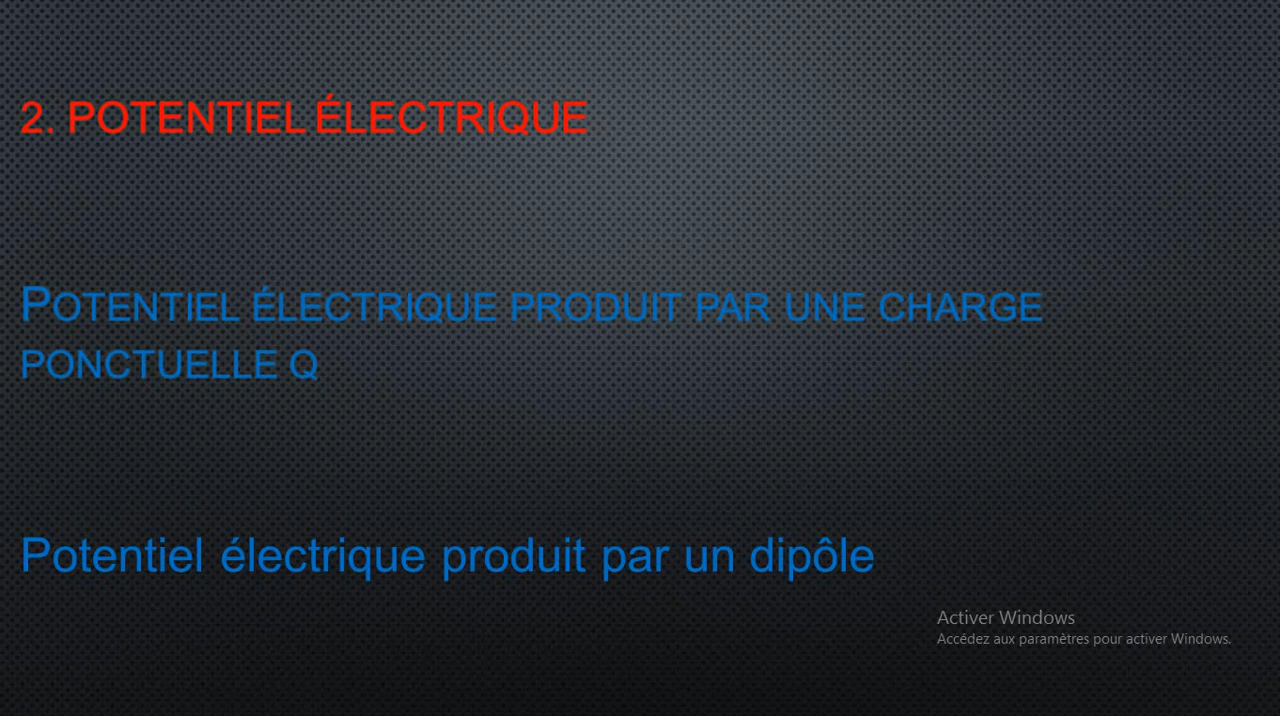 2. POTENTIEL ÉLECTRIQUE
POTENTIEL ÉLECTRIQUE PRODUIT PAR UNE CHARGE
PONCTUELLE Q
Potentiel électrique produit par un dipôle
Activer Windows
Accédez aux paramètres pour activer Windows.